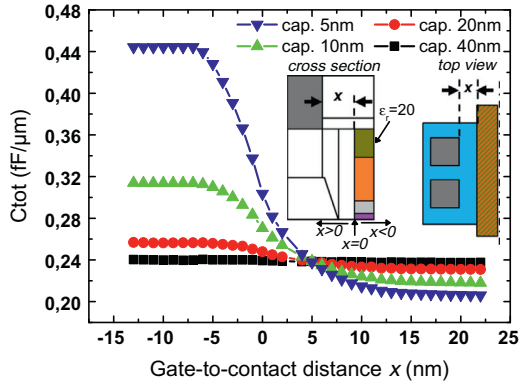 cap. 5nm cap. 20nm
cap. 10nm cap. 40nm
cross section top view
x x
εr=20
x>0 x<0
x=0
0,48
0,44
0,40
0,36
0,32
0,28
0,24
0,20
Ctot (fF/µm)
-15 -10 -5 0 5 10 15 20 25
Gate-to-contact distance x (nm)